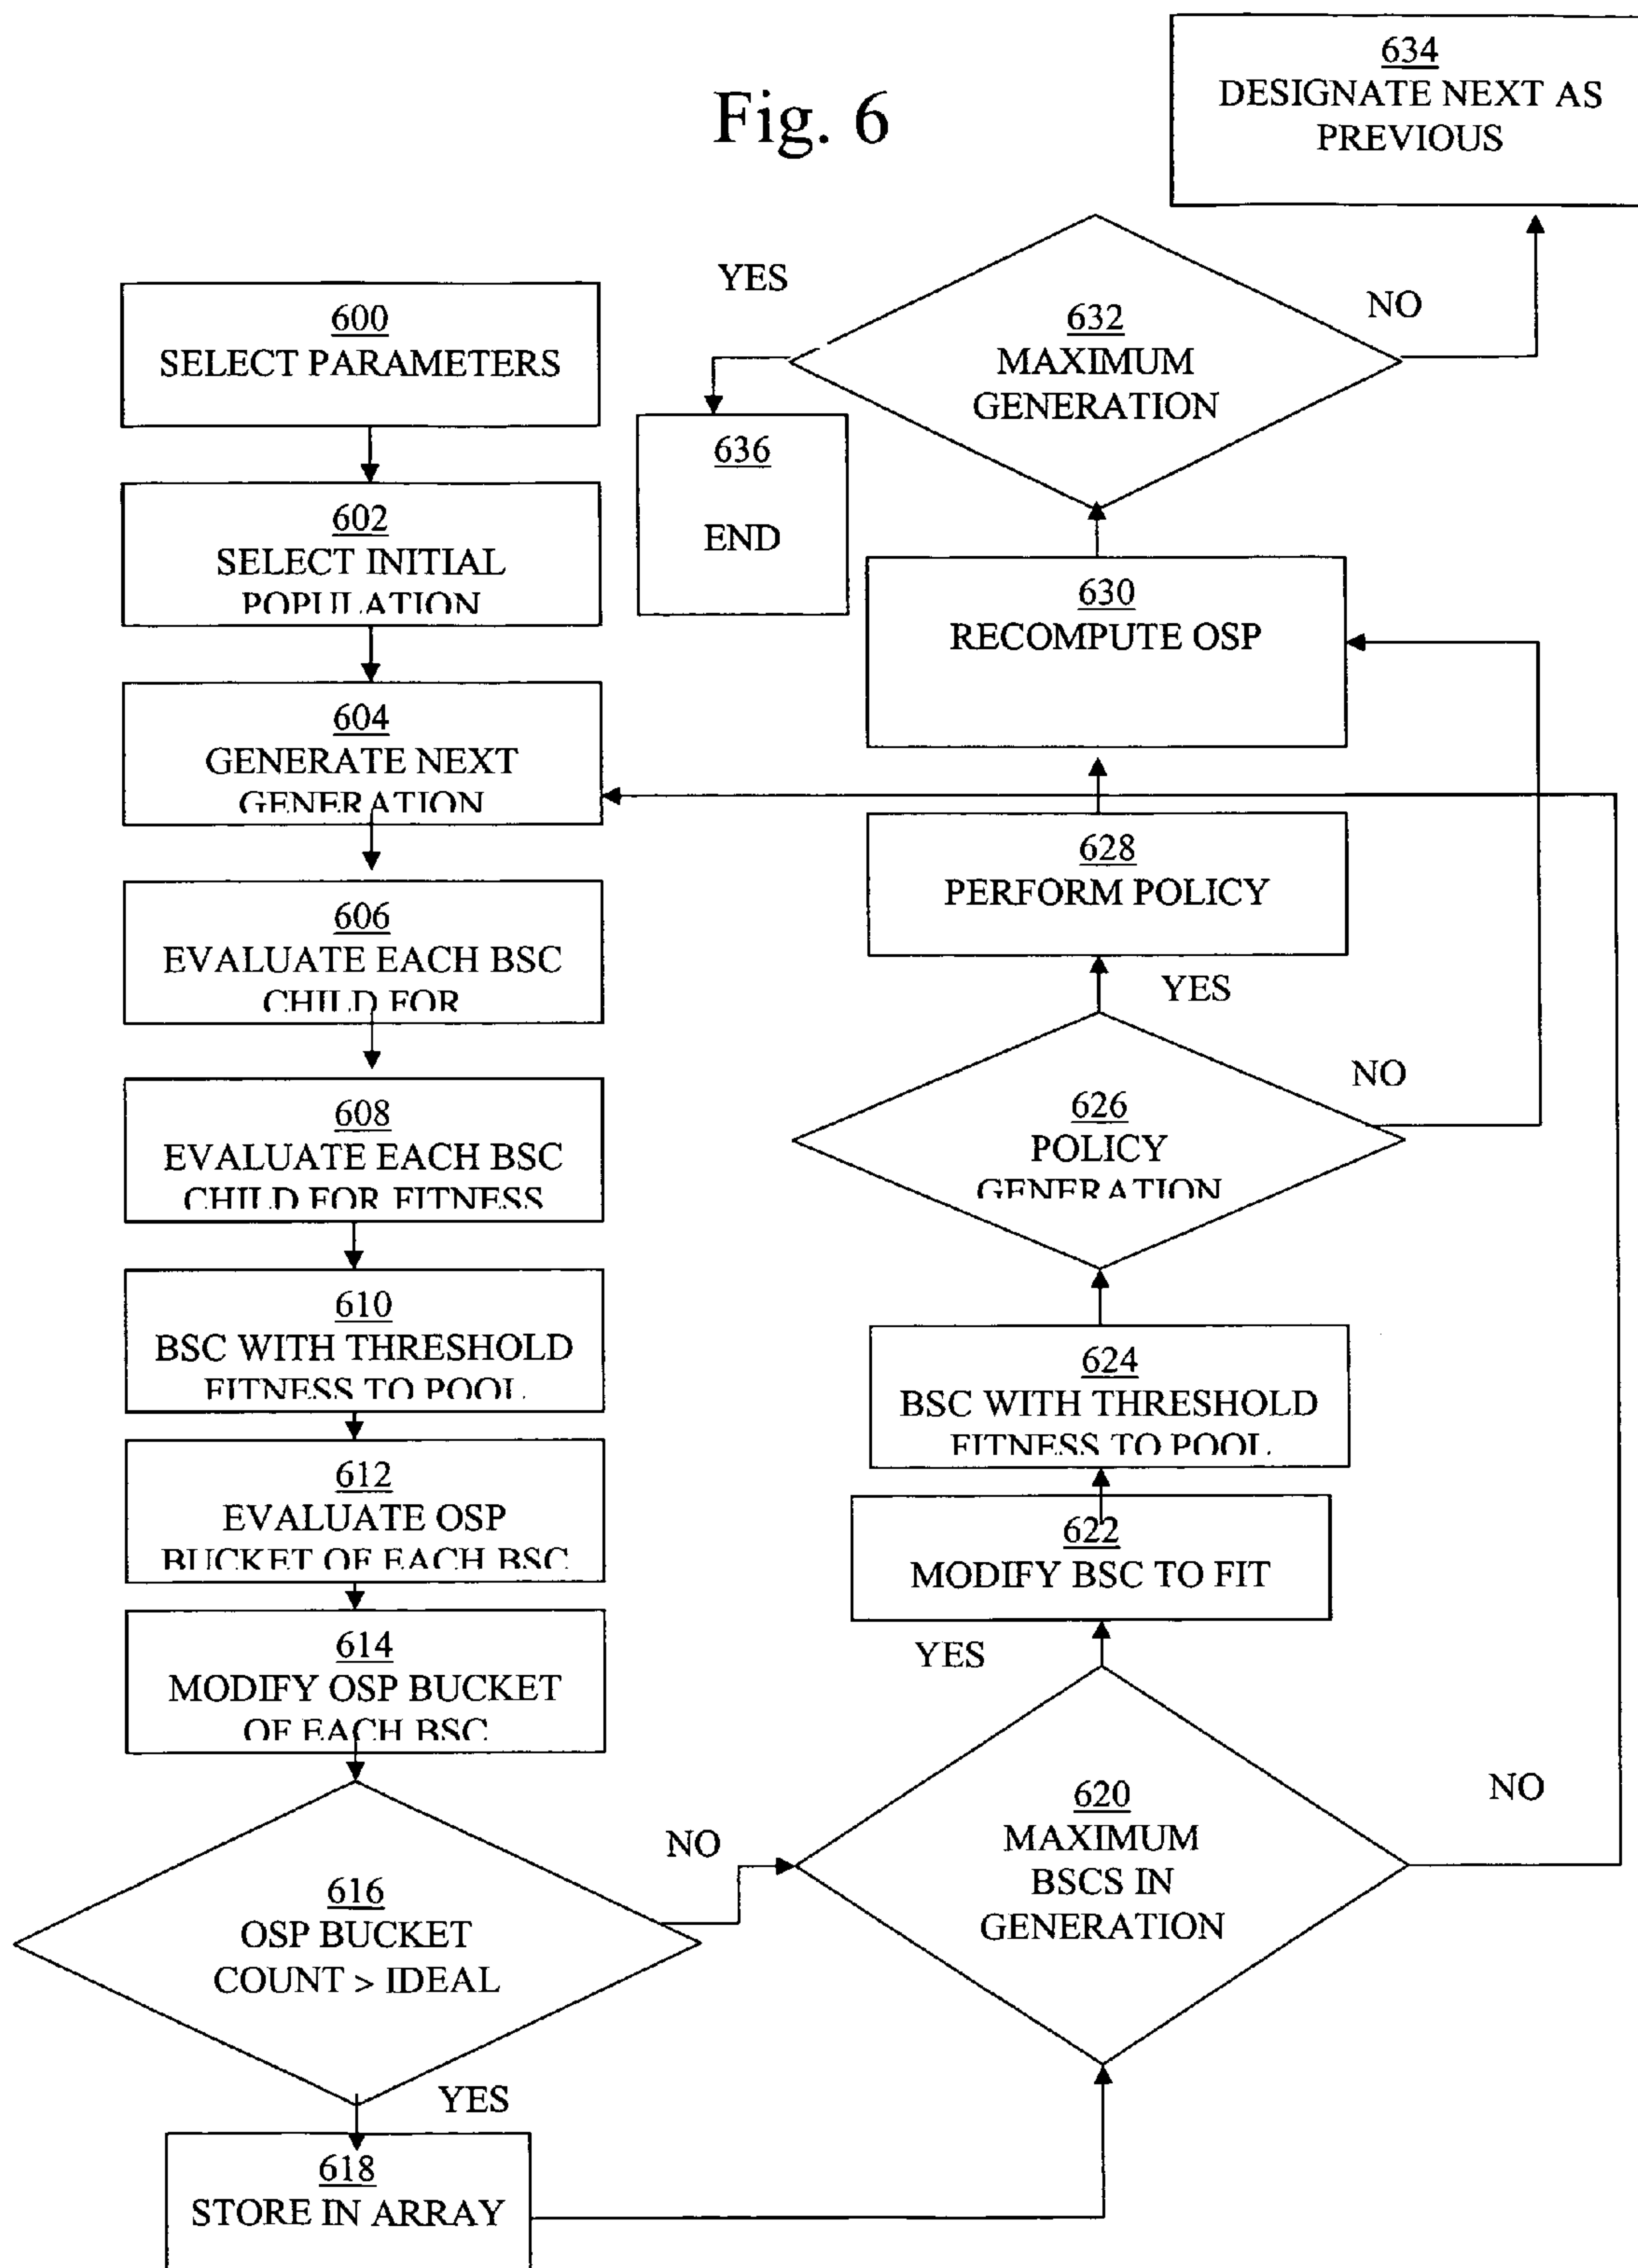 Fig. 6
634
DESIGNATE NEXT AS
PREVIOUS
YES
NO
632
MAXIMUM
GENERATION
600
SELECT PARAMETERS
636
END
602
SELECT INITIAL
POPULATION
630
RECOMPUTE OSP
604
GENERATE NEXT
GENERATION
628
PERFORM POLICY
606
EVALUATE EACH BSC
CHILD FOR
YES
NO
626
POLICY
GENERATION
608
EVALUATE EACH BSC
CHILD FOR FITNESS
610
BSC WITH THRESHOLD
FITNESS TO POOL
624
BSC WITH THRESHOLD
FITNESS TO POOL
612
EVALUATE OSP
BUCKET OF EACH BSC
622
MODIFY BSC TO FIT
614
MODIFY OSP BUCKET
OF EACH BSC
YES
NO
620
MAXIMUM
BSCS IN
GENERATION
NO
616
OSP BUCKET
COUNT > IDEAL
YES
618
STORE IN ARRAY